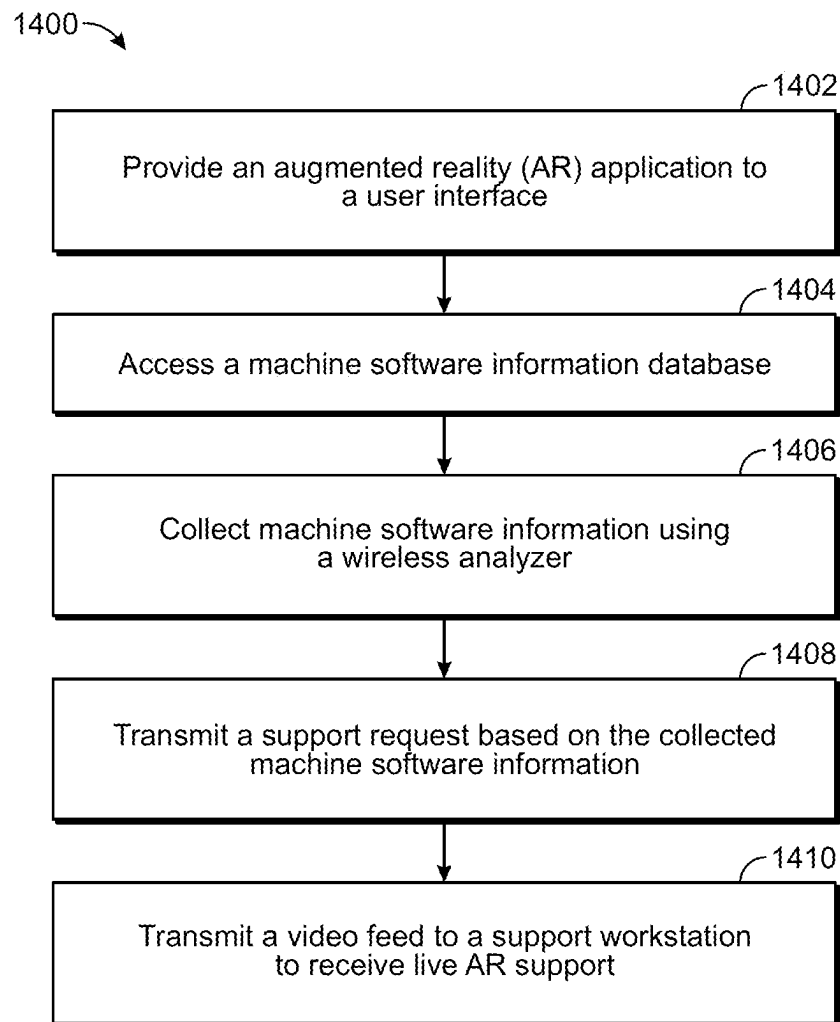 1400
1402
Provide an augmented reality (AR) application to
a user interface
1404
Access a machine software information database
1406
Collect machine software information using
a wireless analyzer
1408
Transmit a support request based on the collected
machine software information
1410
Transmit a video feed to a support workstation
to receive live AR support